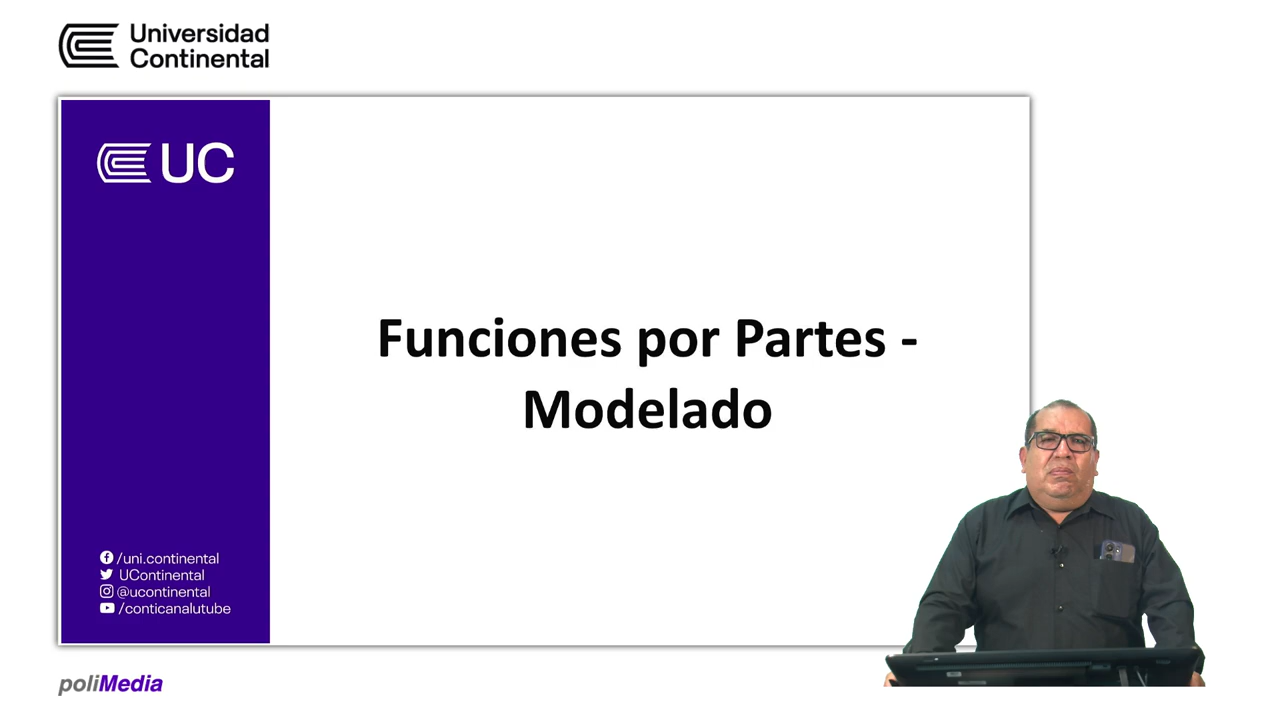 Universidad
Continental
UC
Funciones por Partes -
Modelado
/uni.continental
UContinental
@ucontinental
/conticanalutube
poliMedia